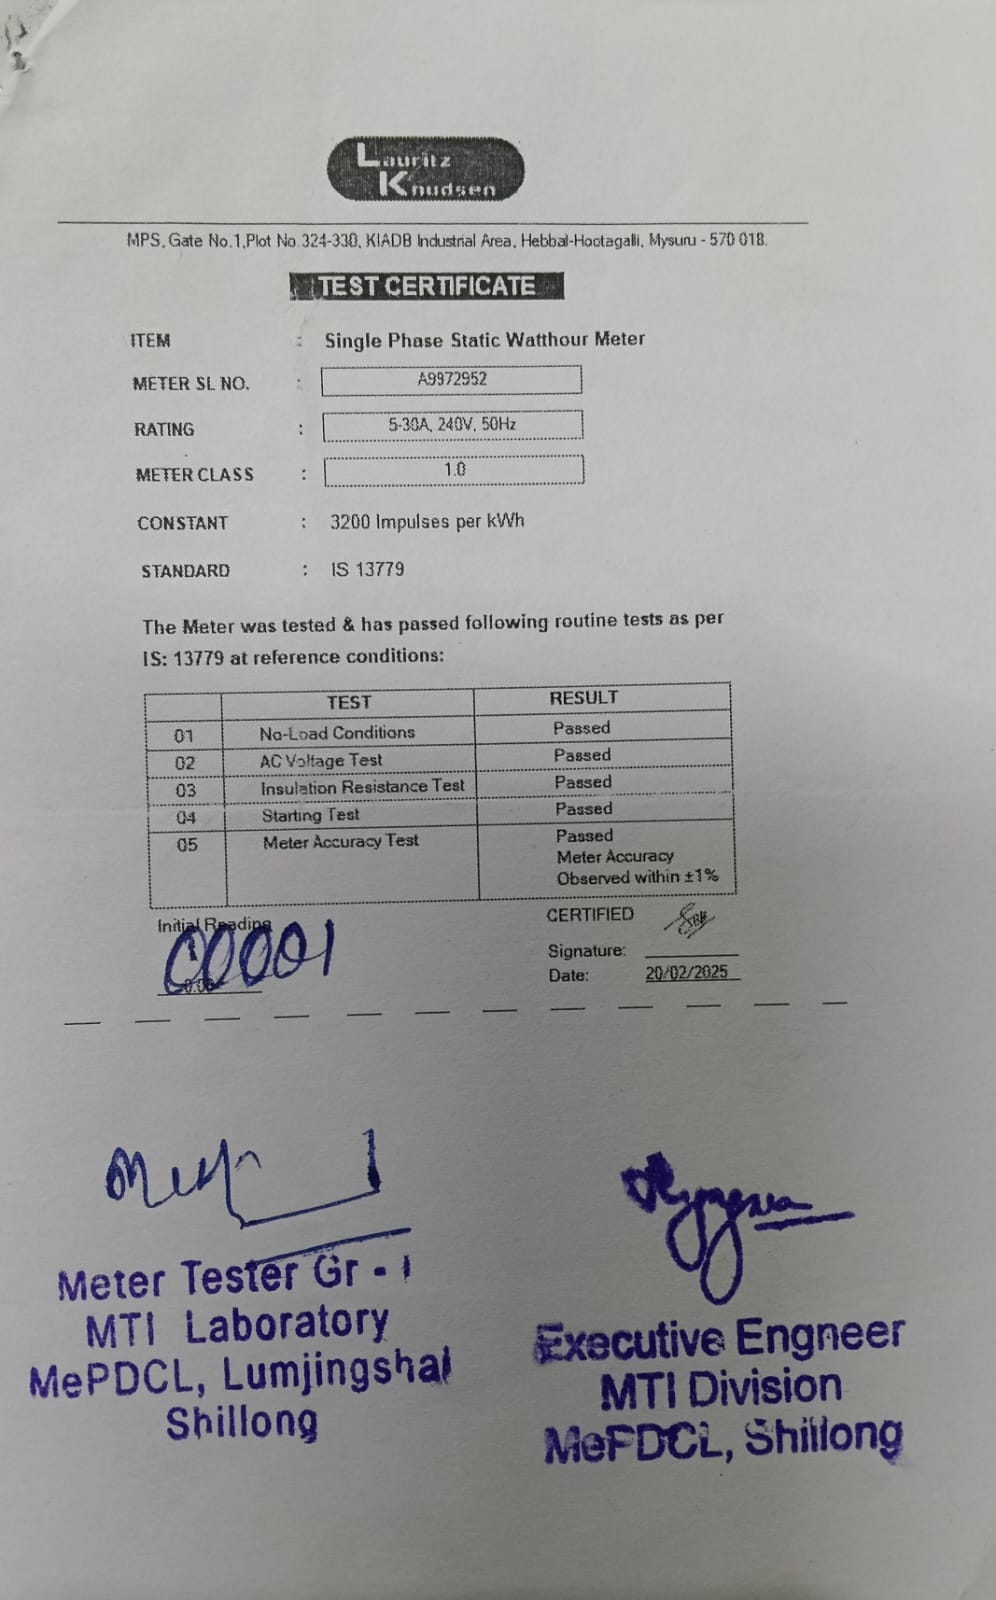 Lauritz
Knudsen
MPS, Gate No.1,Plot No.324-330, KIADB Industrial Area, Hebbal-Hootagalli, Mysuru - 570 018.
TEST CERTIFICATE
ITEM : Single Phase Static Watthour Meter
METER SL NO. : A9972952
RATING : 5-30A, 240V, 50Hz
METER CLASS : 1.0
CONSTANT : 3200 Impulses per kWh
STANDARD : IS 13779
The Meter was tested & has passed following routine tests as per
IS: 13779 at reference conditions:
TEST RESULT
01 No-Load Conditions Passed
02 AC Voltage Test Passed
03 Insulation Resistance Test Passed
04 Starting Test Passed
05 Meter Accuracy Test Passed
Meter Accuracy
Observed within ±1%
Initial Reading CERTIFIED
00001
Signature:
Date: 20/02/2025
Meter Tester Gr - I
MTI Laboratory
MePDCL, Lumjingshai
Shillong
Executive Engneer
MTI Division
MePDCL, Shillong